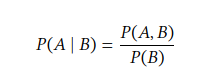 P(A | B) = P(A, B) / P(B)